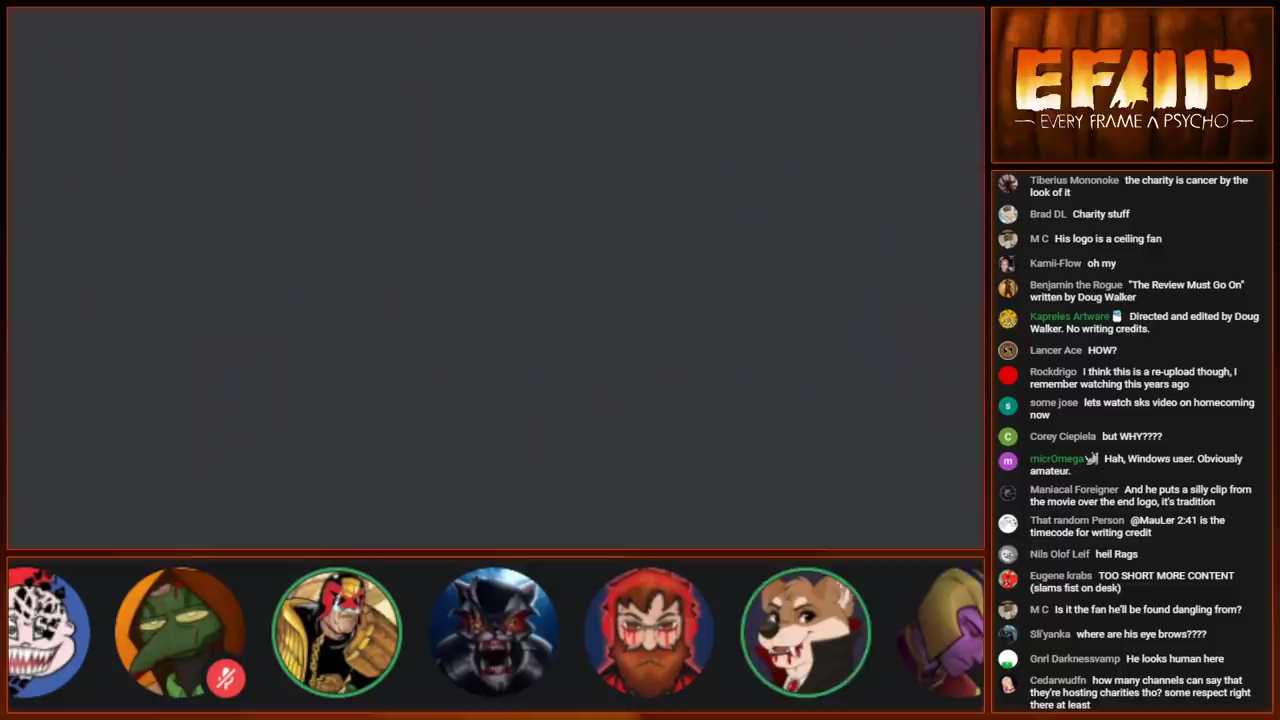 EFAP
EVERY FRAME A PSYCHO
Tiberius Mononoke the charity is cancer by the
look of it
Brad DL Charity stuff
M C His logo is a ceiling fan
Kamii-Flow oh my
Benjamin the Rogue "The Review Must Go On"
written by Doug Walker
Kapreles Artware Directed and edited by Doug
Walker. No writing credits.
Lancer Ace HOW?
Rockdrigo I think this is a re-upload though, I
remember watching this years ago
s
some jose lets watch sks video on homecoming
now
C
Corey Ciepiela but WHY????
m
micrOmega Hah, Windows user. Obviously
amateur.
Maniacal Foreigner And he puts a silly clip from
the movie over the end logo, it's tradition
That random Person @MauLer 2:41 is the
timecode for writing credit
Nils Olof Leif heil Rags
Eugene krabs TOO SHORT MORE CONTENT
(slams fist on desk)
M C Is it the fan he'll be found dangling from?
Sli'yanka where are his eye brows????
Gnrl Darknessvamp He looks human here
Cedarwudfn how many channels can say that
they're hosting charities tho? some respect right
there at least